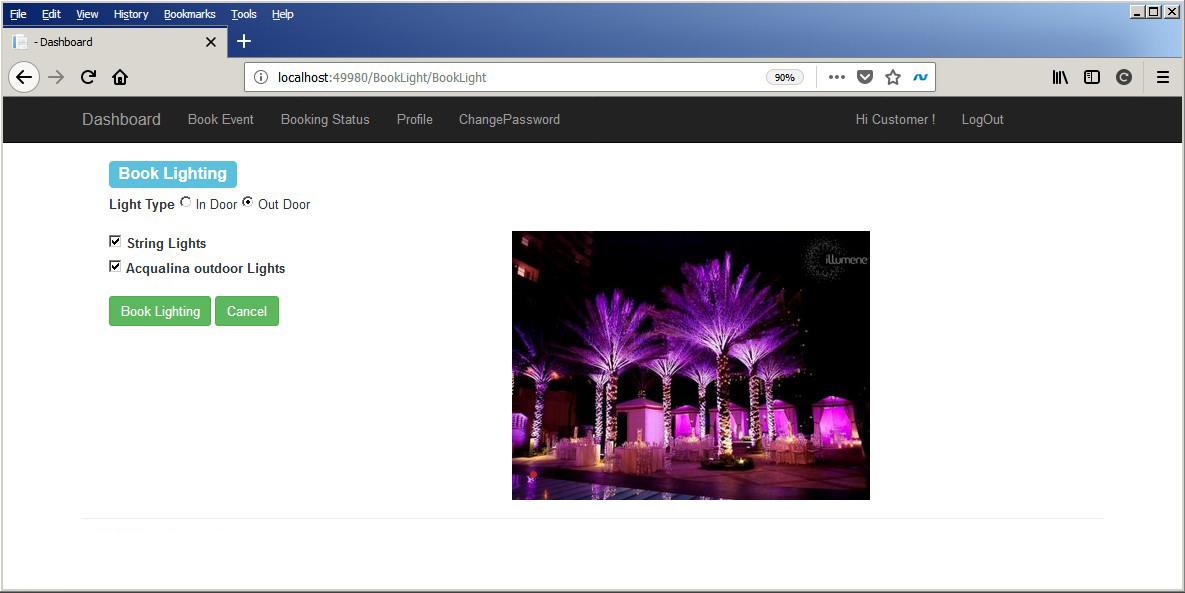 File Edit View History Bookmarks Tools Help
- Dashboard
localhost:49980/BookLight/BookLight 90%
Dashboard Book Event Booking Status Profile ChangePassword Hi Customer ! LogOut
Book Lighting
Light Type In Door Out Door
String Lights
Acqualina outdoor Lights
Book Lighting Cancel
illumene